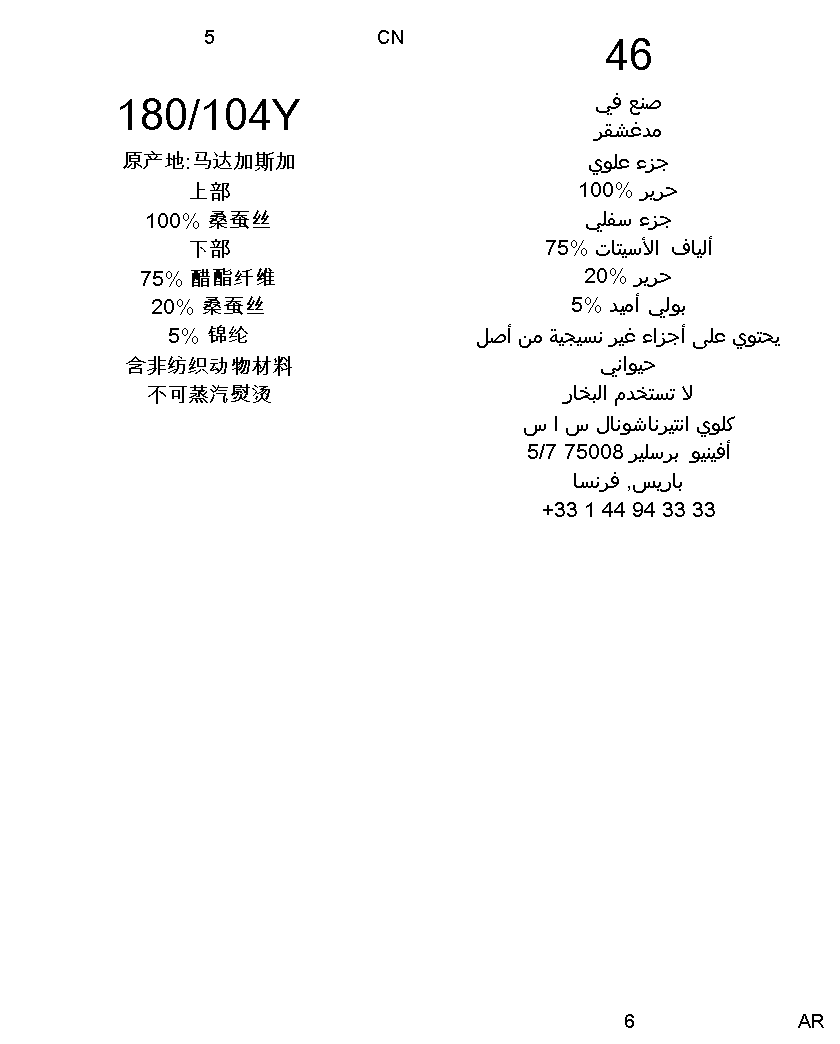 5
CN
180/104Y
原产地:马达加斯加
上部
100% 桑蚕丝
下部
75% 醋酯纤维
20% 桑蚕丝
5% 锦纶
含非纺织动物材料
不可蒸汽熨烫
46
صنع في
مدغشقر
جزء علوي
حرير %100
جزء سفلي
ألياف الأسيتات %75
حرير %20
بولي أميد %5
يحتوي على أجزاء غير نسيجية من أصل
حيواني
لا تستخدم البخار
كلوي انتيرناشونال س ا س
أفينيو برسلير 75008 5/7
باريس, فرنسا
+33 1 44 94 33 33
6
AR